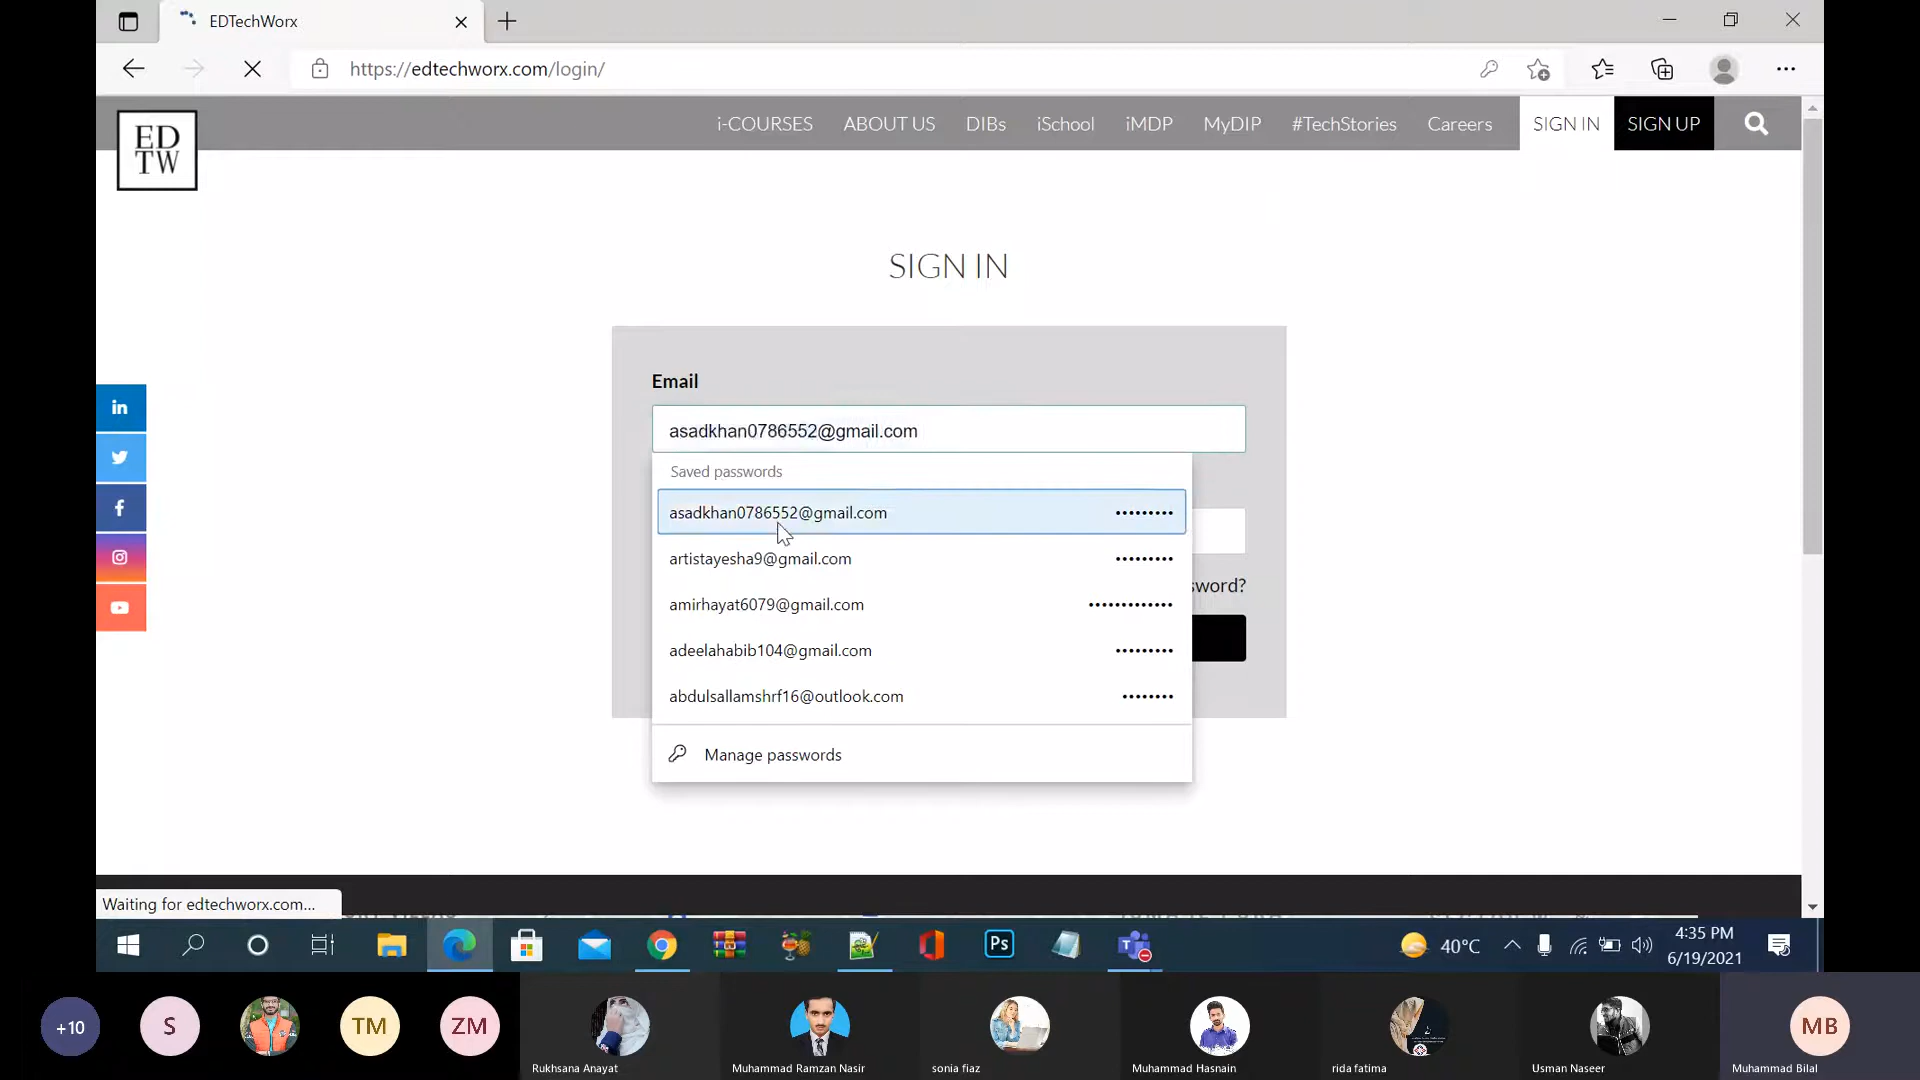 EDTechWorx
https://edtechworx.com/login/
ED
TW
i-COURSES ABOUT US DIBs iSchool iMDP MyDIP #TechStories Careers SIGN IN SIGN UP
SIGN IN
Email
asadkhan0786552@gmail.com
Saved passwords
asadkhan0786552@gmail.com •••••••••
artistayesha9@gmail.com •••••••••
amirhayat6079@gmail.com •••••••••••••
adeelahabib104@gmail.com •••••••••
abdulsallamshrf16@outlook.com ••••••••
sword?
Manage passwords
in
Waiting for edtechworx.com...
Ps
40°C
4:35 PM
6/19/2021
+10
S
TM
ZM
MB
Rukhsana Anayat
Muhammad Ramzan Nasir
sonia fiaz
Muhammad Hasnain
rida fatima
Usman Naseer
Muhammad Bilal